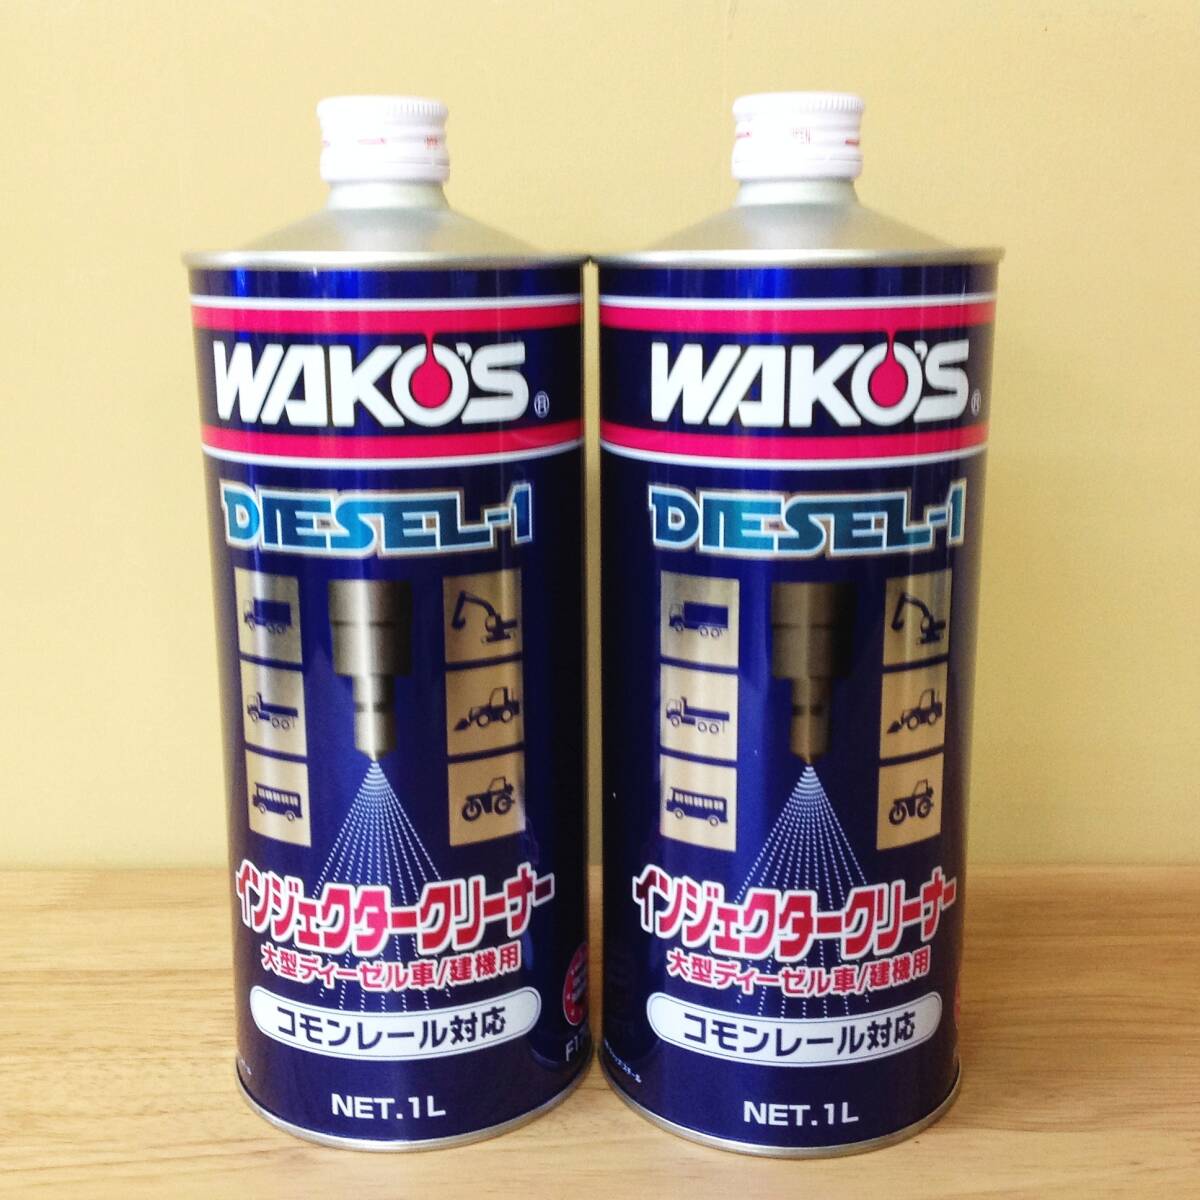 WAKO'S®
DIESEL-1
インジェクタークリーナー
大型ディーゼル車/建機用
コモンレール対応
NET.1L
OPEN
WAKO'S®
DIESEL-1
インジェクタークリーナー
大型ディーゼル車/建機用
コモンレール対応
NET.1L